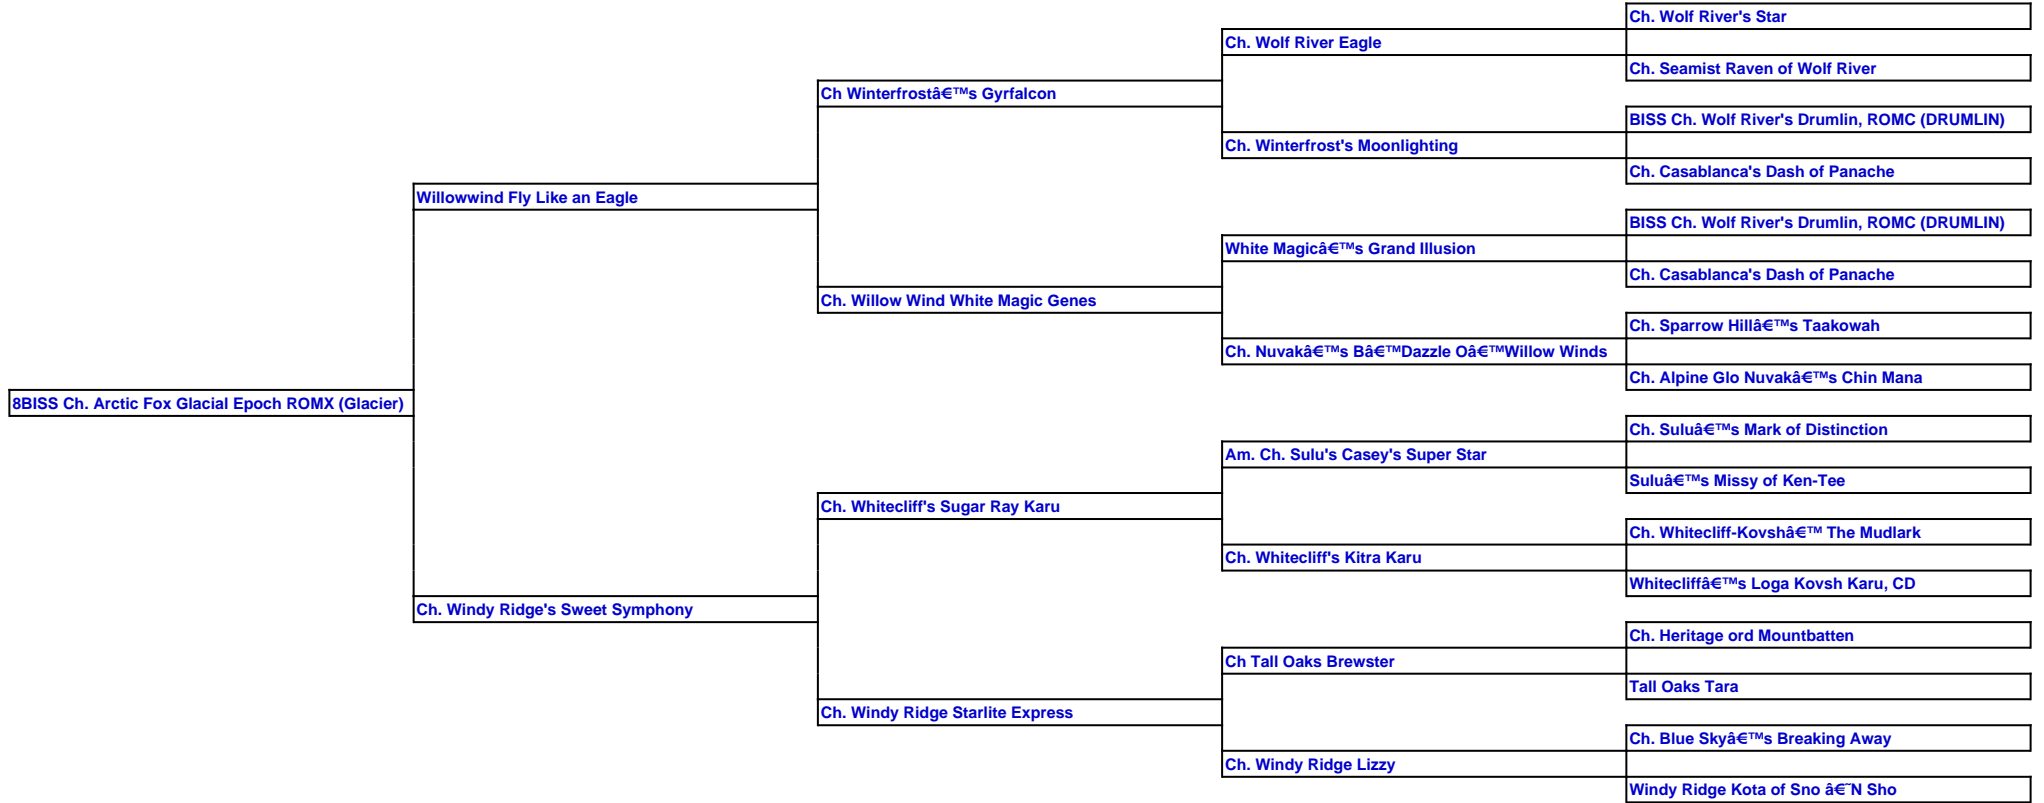 Ch. Wolf River's Star
Ch. Wolf River Eagle
Ch. Seamist Raven of Wolf River
Ch Winterfrostâ€™s Gyrfalcon
BISS Ch. Wolf River's Drumlin, ROMC (DRUMLIN)
Ch. Winterfrost's Moonlighting
Ch. Casablanca's Dash of Panache
Willowwind Fly Like an Eagle
BISS Ch. Wolf River's Drumlin, ROMC (DRUMLIN)
White Magicâ€™s Grand Illusion
Ch. Casablanca's Dash of Panache
Ch. Willow Wind White Magic Genes
Ch. Sparrow Hillâ€™s Taakowah
Ch. Nuvakâ€™s Bâ€™Dazzle Oâ€™Willow Winds
Ch. Alpine Glo Nuvakâ€™s Chin Mana
8BISS Ch. Arctic Fox Glacial Epoch ROMX (Glacier)
Ch. Suluâ€™s Mark of Distinction
Am. Ch. Sulu's Casey's Super Star
Suluâ€™s Missy of Ken-Tee
Ch. Whitecliff's Sugar Ray Karu
Ch. Whitecliff-Kovshâ€™ The Mudlark
Ch. Whitecliff's Kitra Karu
Whitecliffâ€™s Loga Kovsh Karu, CD
Ch. Windy Ridge's Sweet Symphony
Ch. Heritage ord Mountbatten
Ch Tall Oaks Brewster
Tall Oaks Tara
Ch. Windy Ridge Starlite Express
Ch. Blue Skyâ€™s Breaking Away
Ch. Windy Ridge Lizzy
Windy Ridge Kota of Sno â€˜N Sho